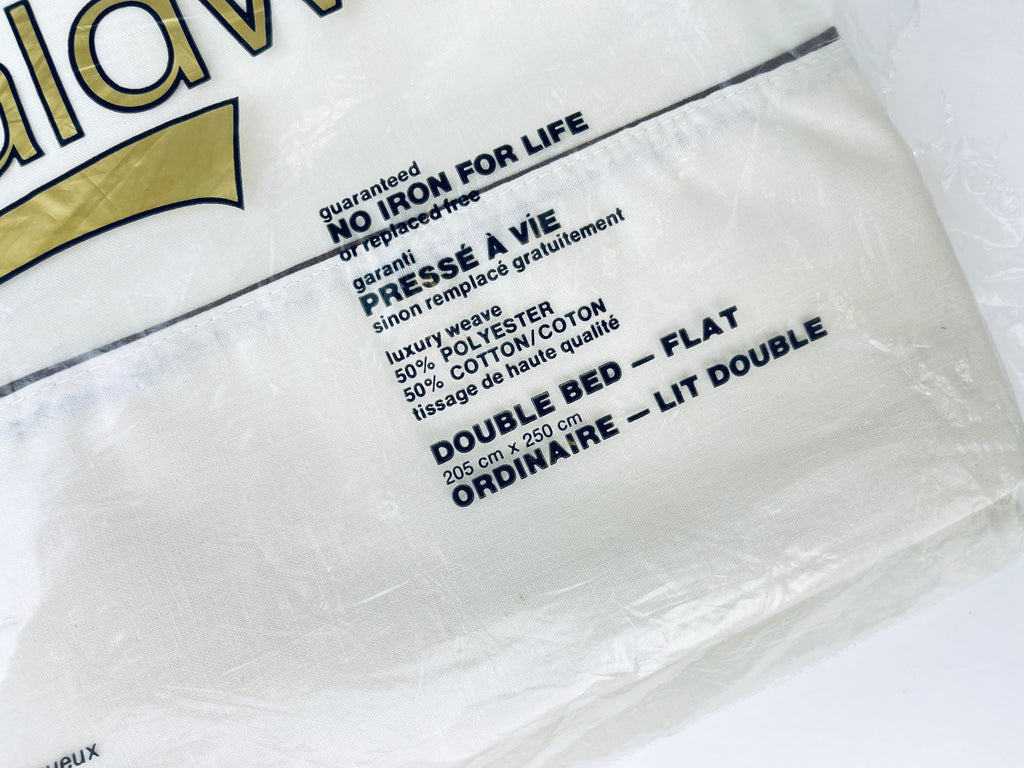 guaranteed
NO IRON FOR LIFE
or replaced free
garanti
PRESSÉ À VIE
sinon remplacé gratuitement
luxury weave
50% POLYESTER
50% COTTON/COTON
tissage de haute qualité
DOUBLE BED — FLAT
205 cm x 250 cm
ORDINAIRE — LIT DOUBLE